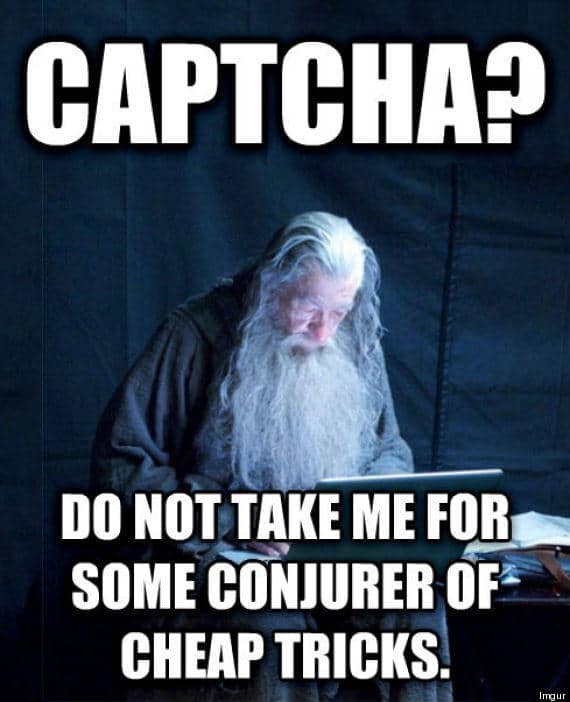 CAPTCHA?
DO NOT TAKE ME FOR
SOME CONJURER OF
CHEAP TRICKS.
Imgur